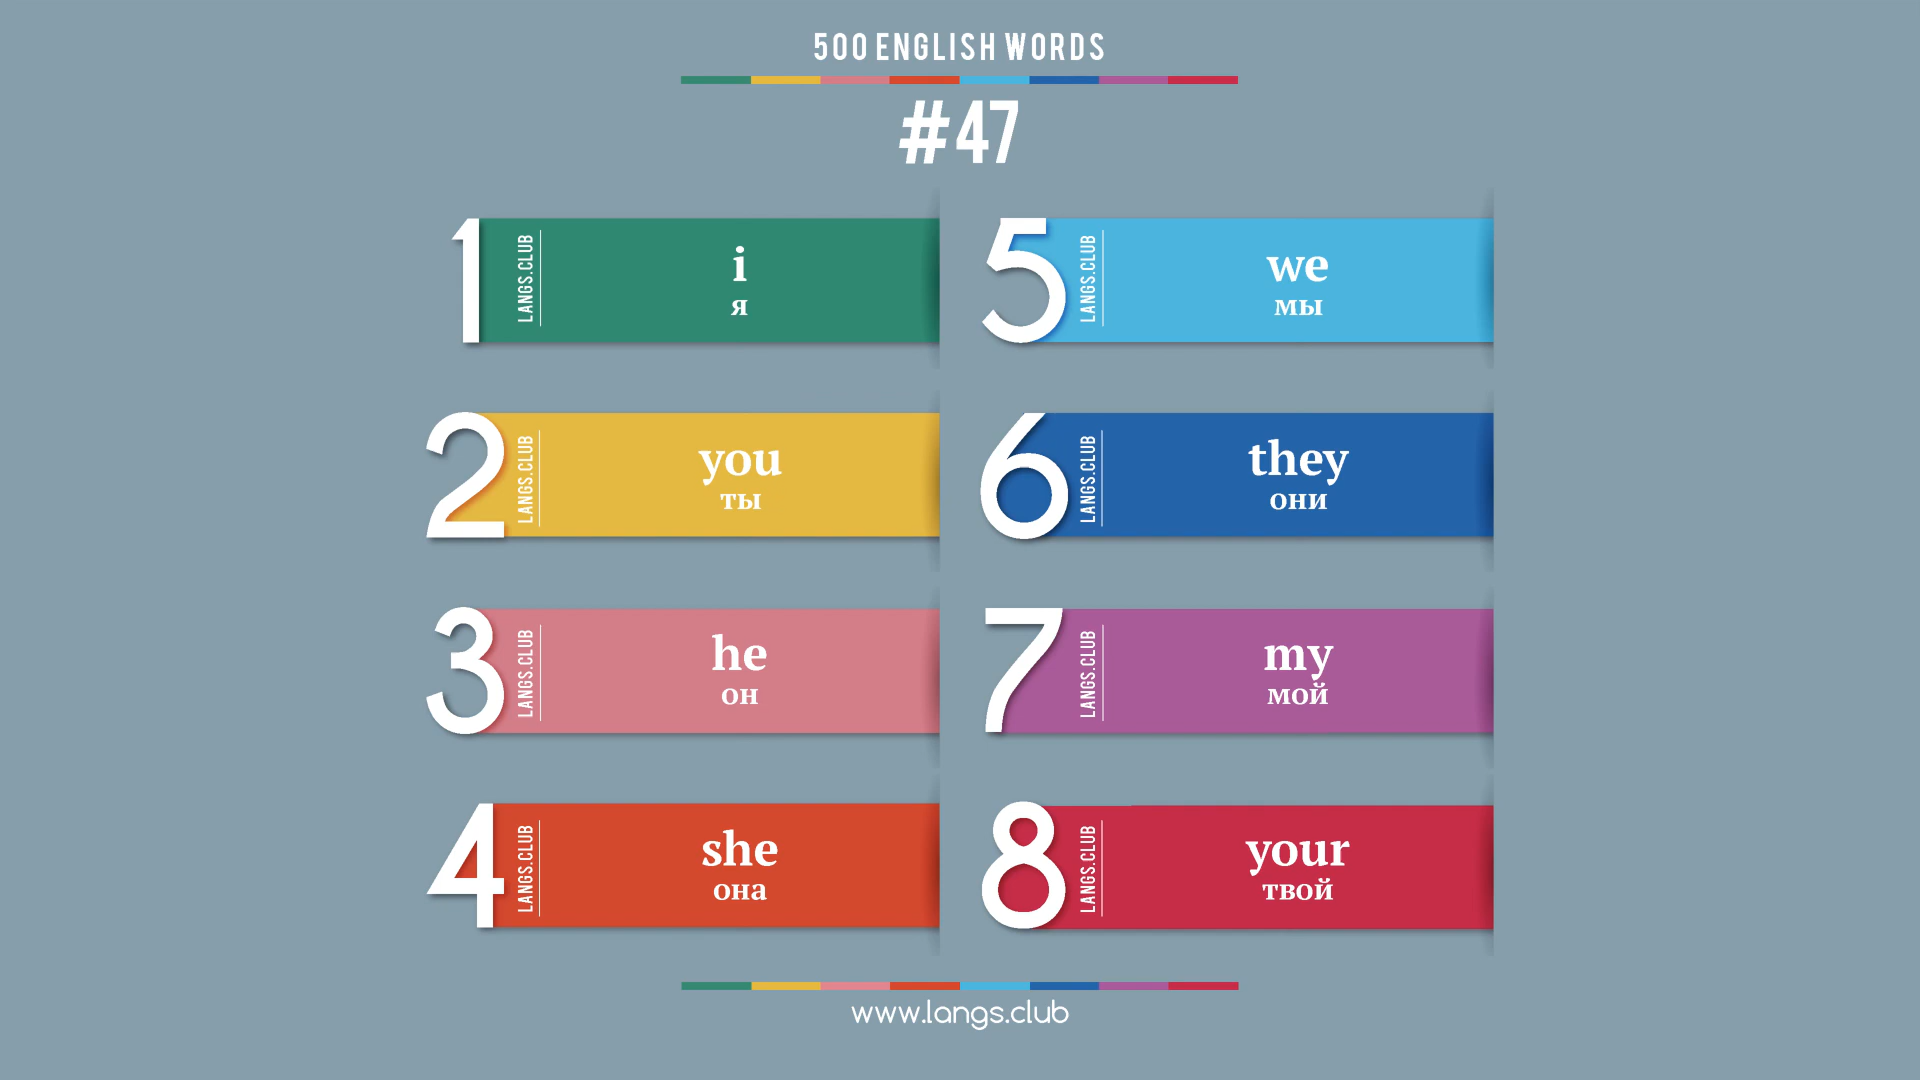 500 ENGLISH WORDS
#47
1
LANGS.CLUB
i
я
2
LANGS.CLUB
you
ты
3
LANGS.CLUB
he
он
4
LANGS.CLUB
she
она
5
LANGS.CLUB
we
мы
6
LANGS.CLUB
they
они
7
LANGS.CLUB
my
мой
8
LANGS.CLUB
your
твой
www.langs.club